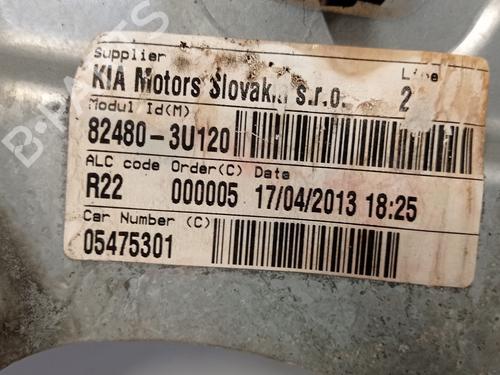 Supplier Line
KIA Motors Slovakia s.r.o. 2
Modul Id(M)
82480-3U120
ALC code Order(C) Date
R22 000005 17/04/2013 18:25
Car Number (C)
05475301
B-PARTS